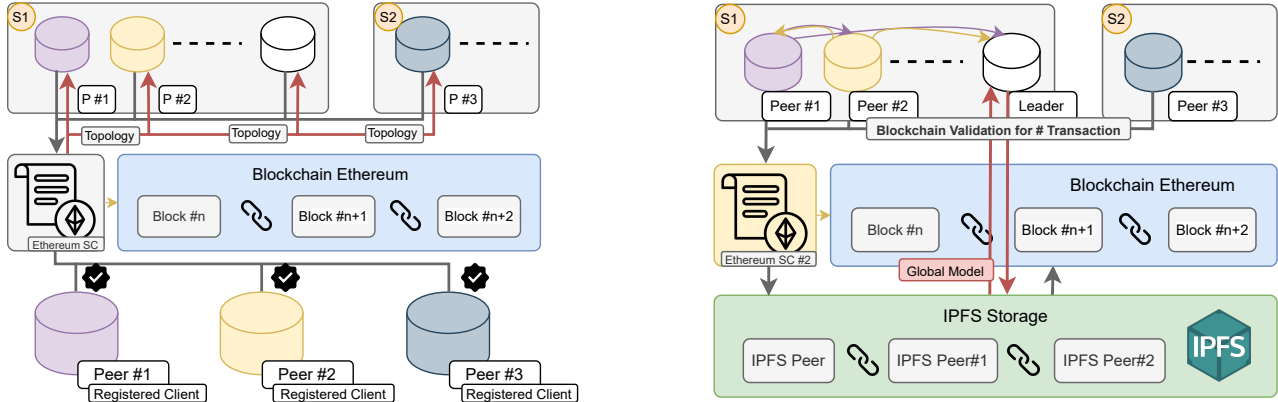 S1
S2
P #1
P #2
P #3
Topology
Topology
Topology
Blockchain Ethereum
Block #n
Block #n+1
Block #n+2
Ethereum SC
Peer #1
Registered Client
Peer #2
Registered Client
Peer #3
Registered Client
S1
S2
Peer #1
Peer #2
Leader
Peer #3
Blockchain Validation for # Transaction
Blockchain Ethereum
Block #n
Block #n+1
Block #n+2
Ethereum SC #2
Global Model
IPFS Storage
IPFS Peer
IPFS Peer#1
IPFS Peer#2
IPFS